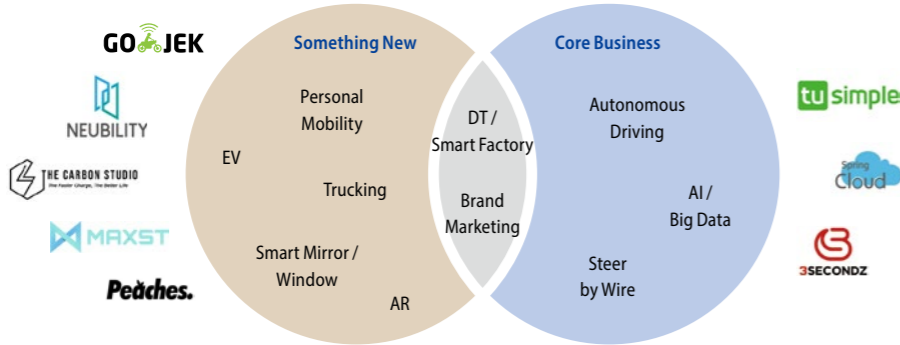 GOJEK
NEUBILITY
THE CARBON STUDIO
The Faster Charge, The Better Life
MAXST
Peaches.
Something New
Personal
Mobility
EV
Trucking
Smart Mirror /
Window
AR
DT /
Smart Factory
Brand
Marketing
Core Business
Autonomous
Driving
AI /
Big Data
Steer
by Wire
tu simple
Spring
Cloud
3SECONDZ